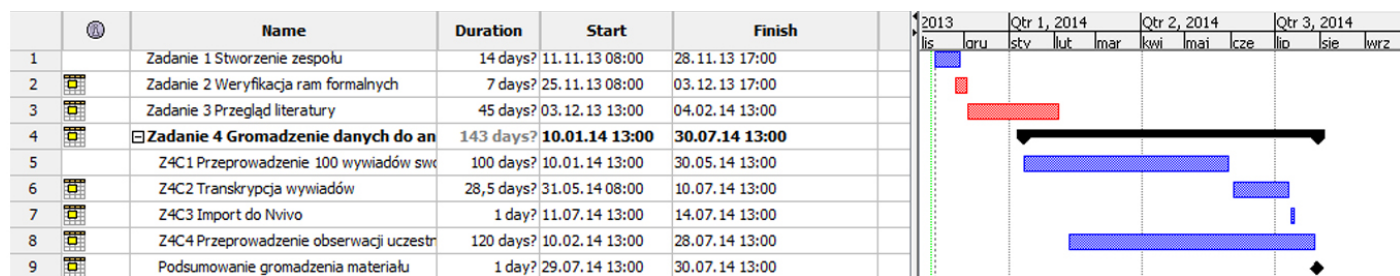 Name Duration Start Finish 2013 Qtr 1, 2014 Qtr 2, 2014 Qtr 3, 2014
lis gru sty lut mar kwi maj cze lip sie wrz
1 Zadanie 1 Stworzenie zespołu 14 days? 11.11.13 08:00 28.11.13 17:00
2 Zadanie 2 Weryfikacja ram formalnych 7 days? 25.11.13 08:00 03.12.13 17:00
3 Zadanie 3 Przegląd literatury 45 days? 03.12.13 13:00 04.02.14 13:00
4 Zadanie 4 Gromadzenie danych do an 143 days? 10.01.14 13:00 30.07.14 13:00
5 Z4C1 Przeprowadzenie 100 wywiadów swo 100 days? 10.01.14 13:00 30.05.14 13:00
6 Z4C2 Transkrypcja wywiadów 28,5 days? 31.05.14 08:00 10.07.14 13:00
7 Z4C3 Import do Nvivo 1 day? 11.07.14 13:00 14.07.14 13:00
8 Z4C4 Przeprowadzenie obserwacji uczestn 120 days? 10.02.14 13:00 28.07.14 13:00
9 Podsumowanie gromadzenia materiału 1 day? 29.07.14 13:00 30.07.14 13:00